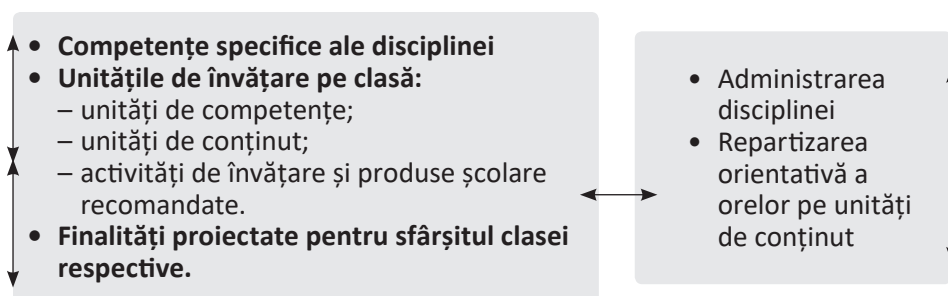 • Competențe specifice ale disciplinei
• Unitățile de învățare pe clasă:
– unități de competențe;
– unități de conținut;
– activități de învățare și produse școlare
recomandate.
• Finalități proiectate pentru sfârșitul clasei
respective.
• Administrarea
disciplinei
• Repartizarea
orientativă a
orelor pe unități
de conținut